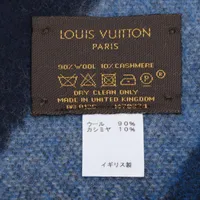 LOUIS VUITTON
PARIS
90% WOOL 10% CASHMERE
DRY CLEAN ONLY
MADE IN UNITED KINGDOM
ウール 90%
カシミヤ 10%
イギリス製